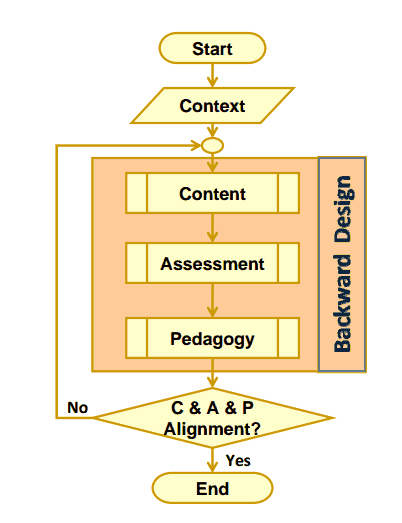 Start
Context
Content
Assessment
Pedagogy
Backward Design
C & A & P
Alignment?
No
Yes
End